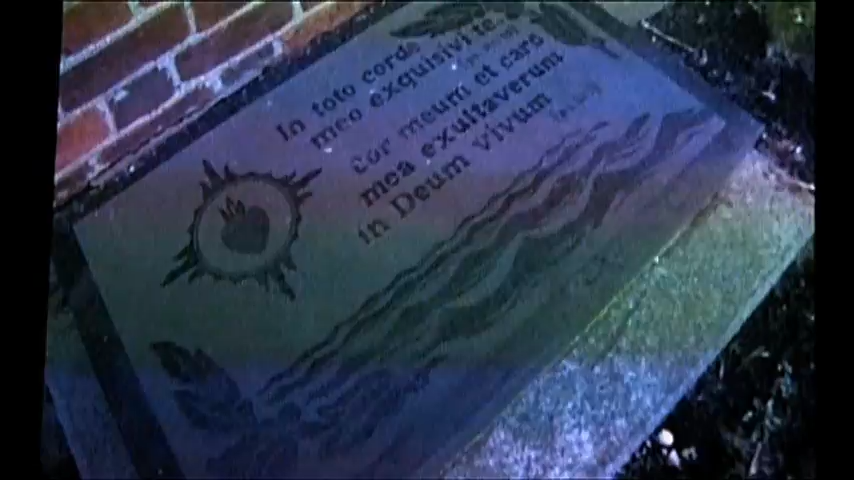 In toto corde
meo exquisivi te.
Cor meum et caro
mea exultaverunt
in Deum vivum